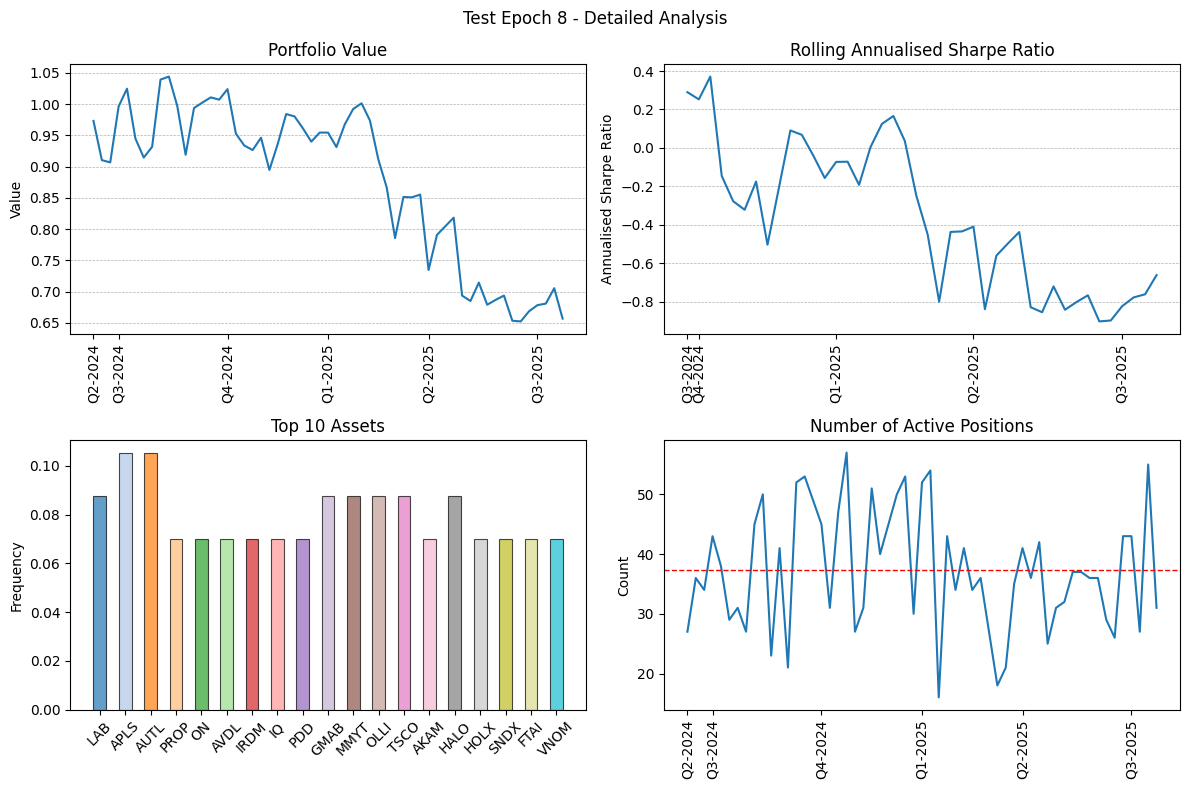 Test Epoch 8 - Detailed Analysis
Portfolio Value
Value
1.05
1.00
0.95
0.90
0.85
0.80
0.75
0.70
0.65
Q2-2024
Q3-2024
Q4-2024
Q1-2025
Q2-2025
Q3-2025
Rolling Annualised Sharpe Ratio
Annualised Sharpe Ratio
0.4
0.2
0.0
−0.2
−0.4
−0.6
−0.8
Q3-2024
Q4-2024
Q1-2025
Q2-2025
Q3-2025
Top 10 Assets
Frequency
0.10
0.08
0.06
0.04
0.02
0.00
LAB
APLS
AUTL
PROP
ON
AVDL
IRDM
IQ
PDD
GMAB
MMYT
OLLI
TSCO
AKAM
HALO
HOLX
SNDX
FTAI
VNOM
Number of Active Positions
Count
50
40
30
20
Q2-2024
Q3-2024
Q4-2024
Q1-2025
Q2-2025
Q3-2025